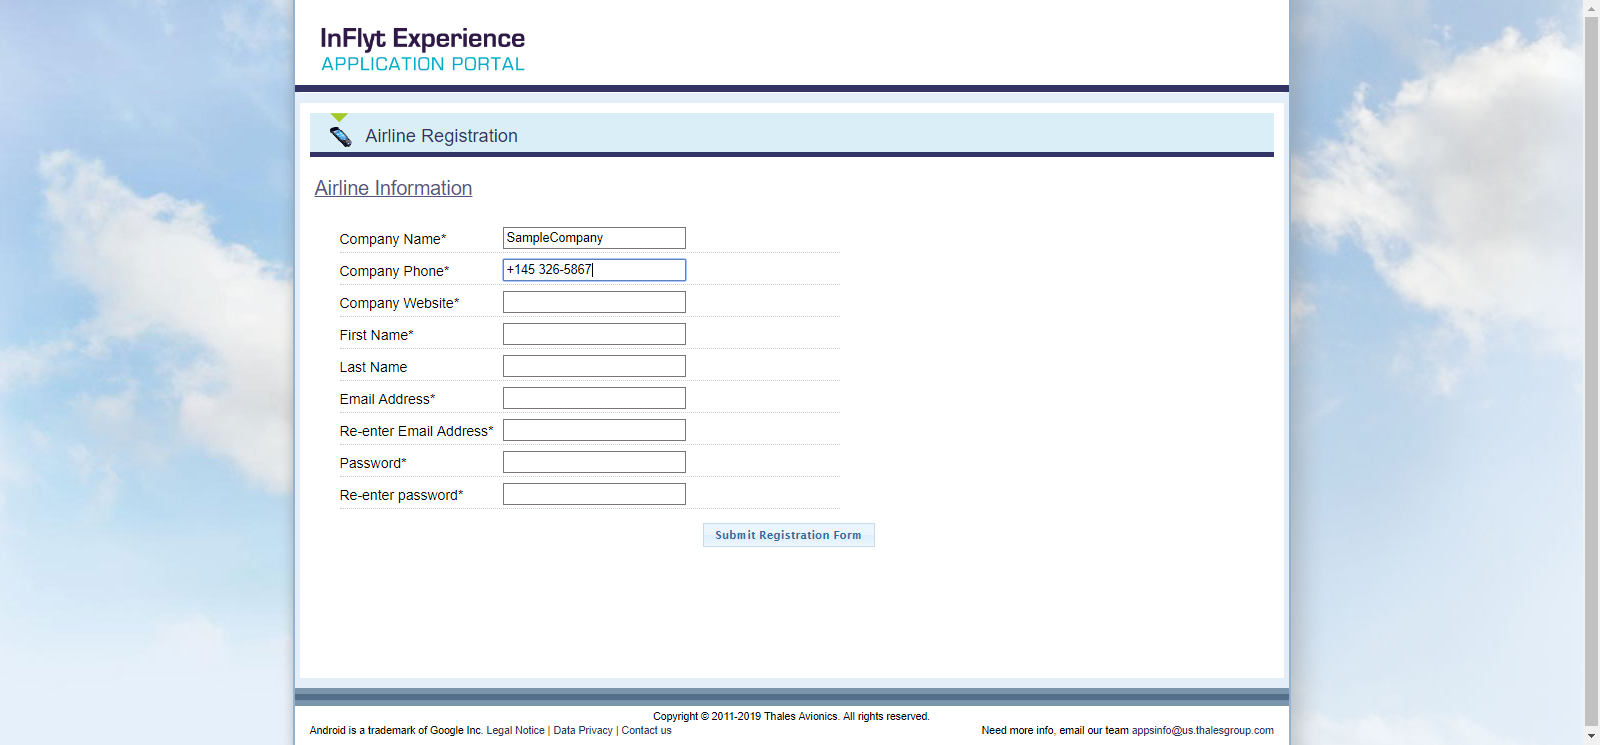 InFlyt Experience
APPLICATION PORTAL
Airline Registration
Airline Information
Company Name* SampleCompany
Company Phone* +145 326-5867
Company Website*
First Name*
Last Name
Email Address*
Re-enter Email Address*
Password*
Re-enter password*
Submit Registration Form
Copyright © 2011-2019 Thales Avionics. All rights reserved.
Android is a trademark of Google Inc. Legal Notice | Data Privacy | Contact us Need more info, email our team appsinfo@us.thalesgroup.com